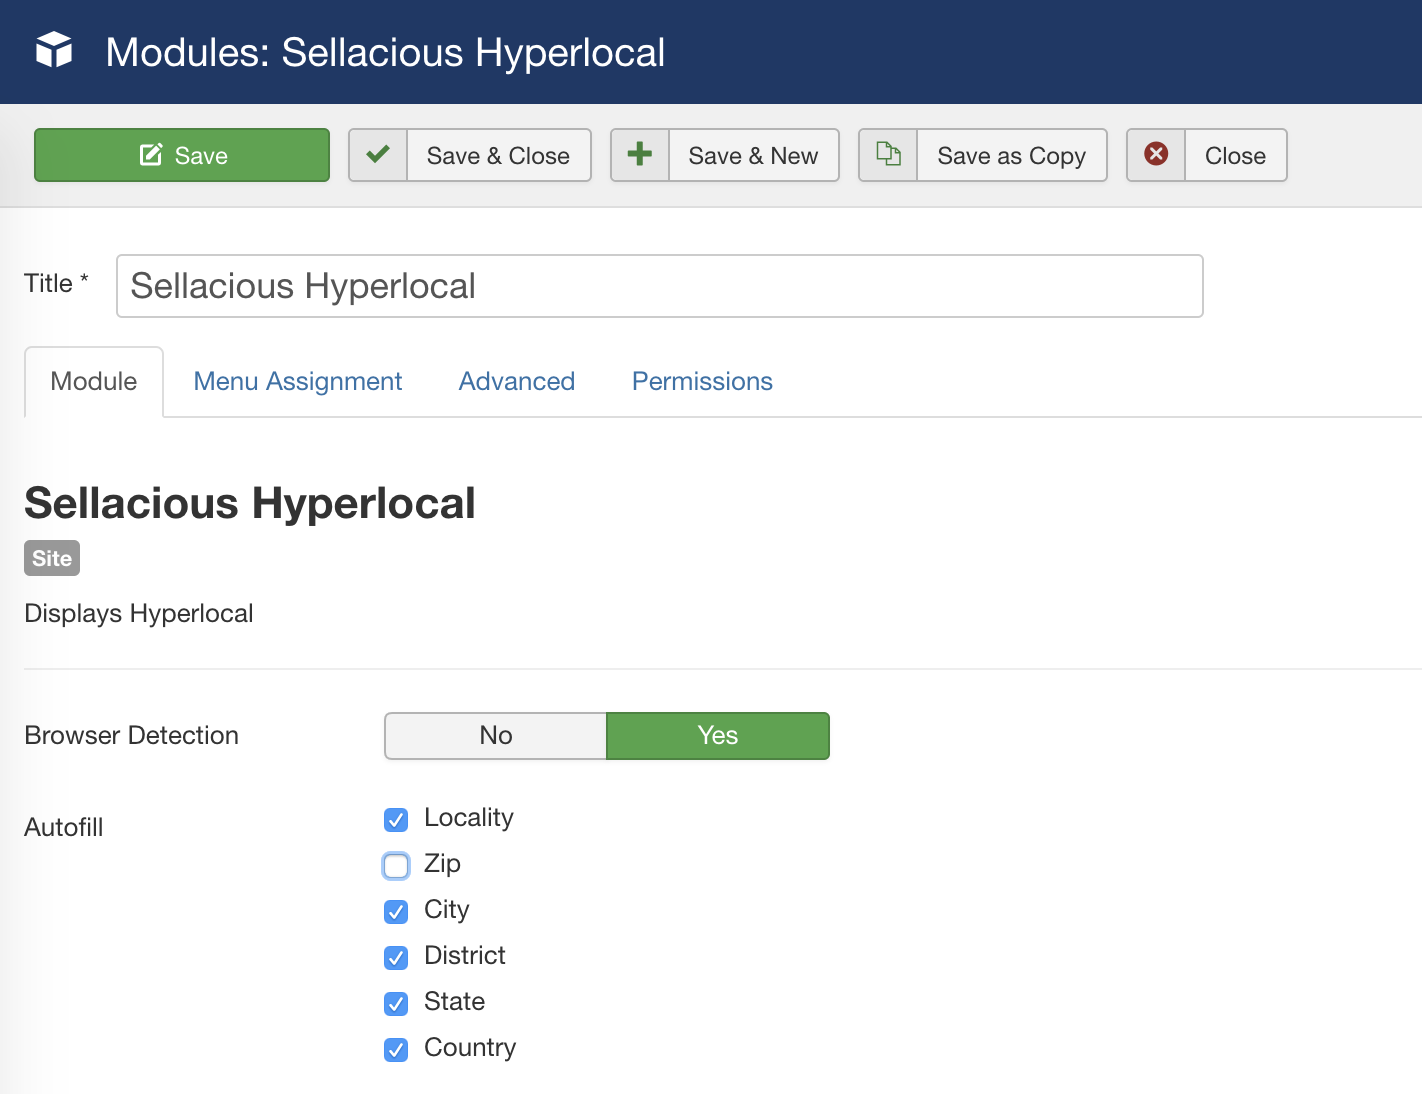 Modules: Sellacious Hyperlocal
Save
Save & Close
Save & New
Save as Copy
Close
Title *
Sellacious Hyperlocal
Module
Menu Assignment
Advanced
Permissions
Sellacious Hyperlocal
Site
Displays Hyperlocal
Browser Detection
No
Yes
Autofill
Locality
Zip
City
District
State
Country